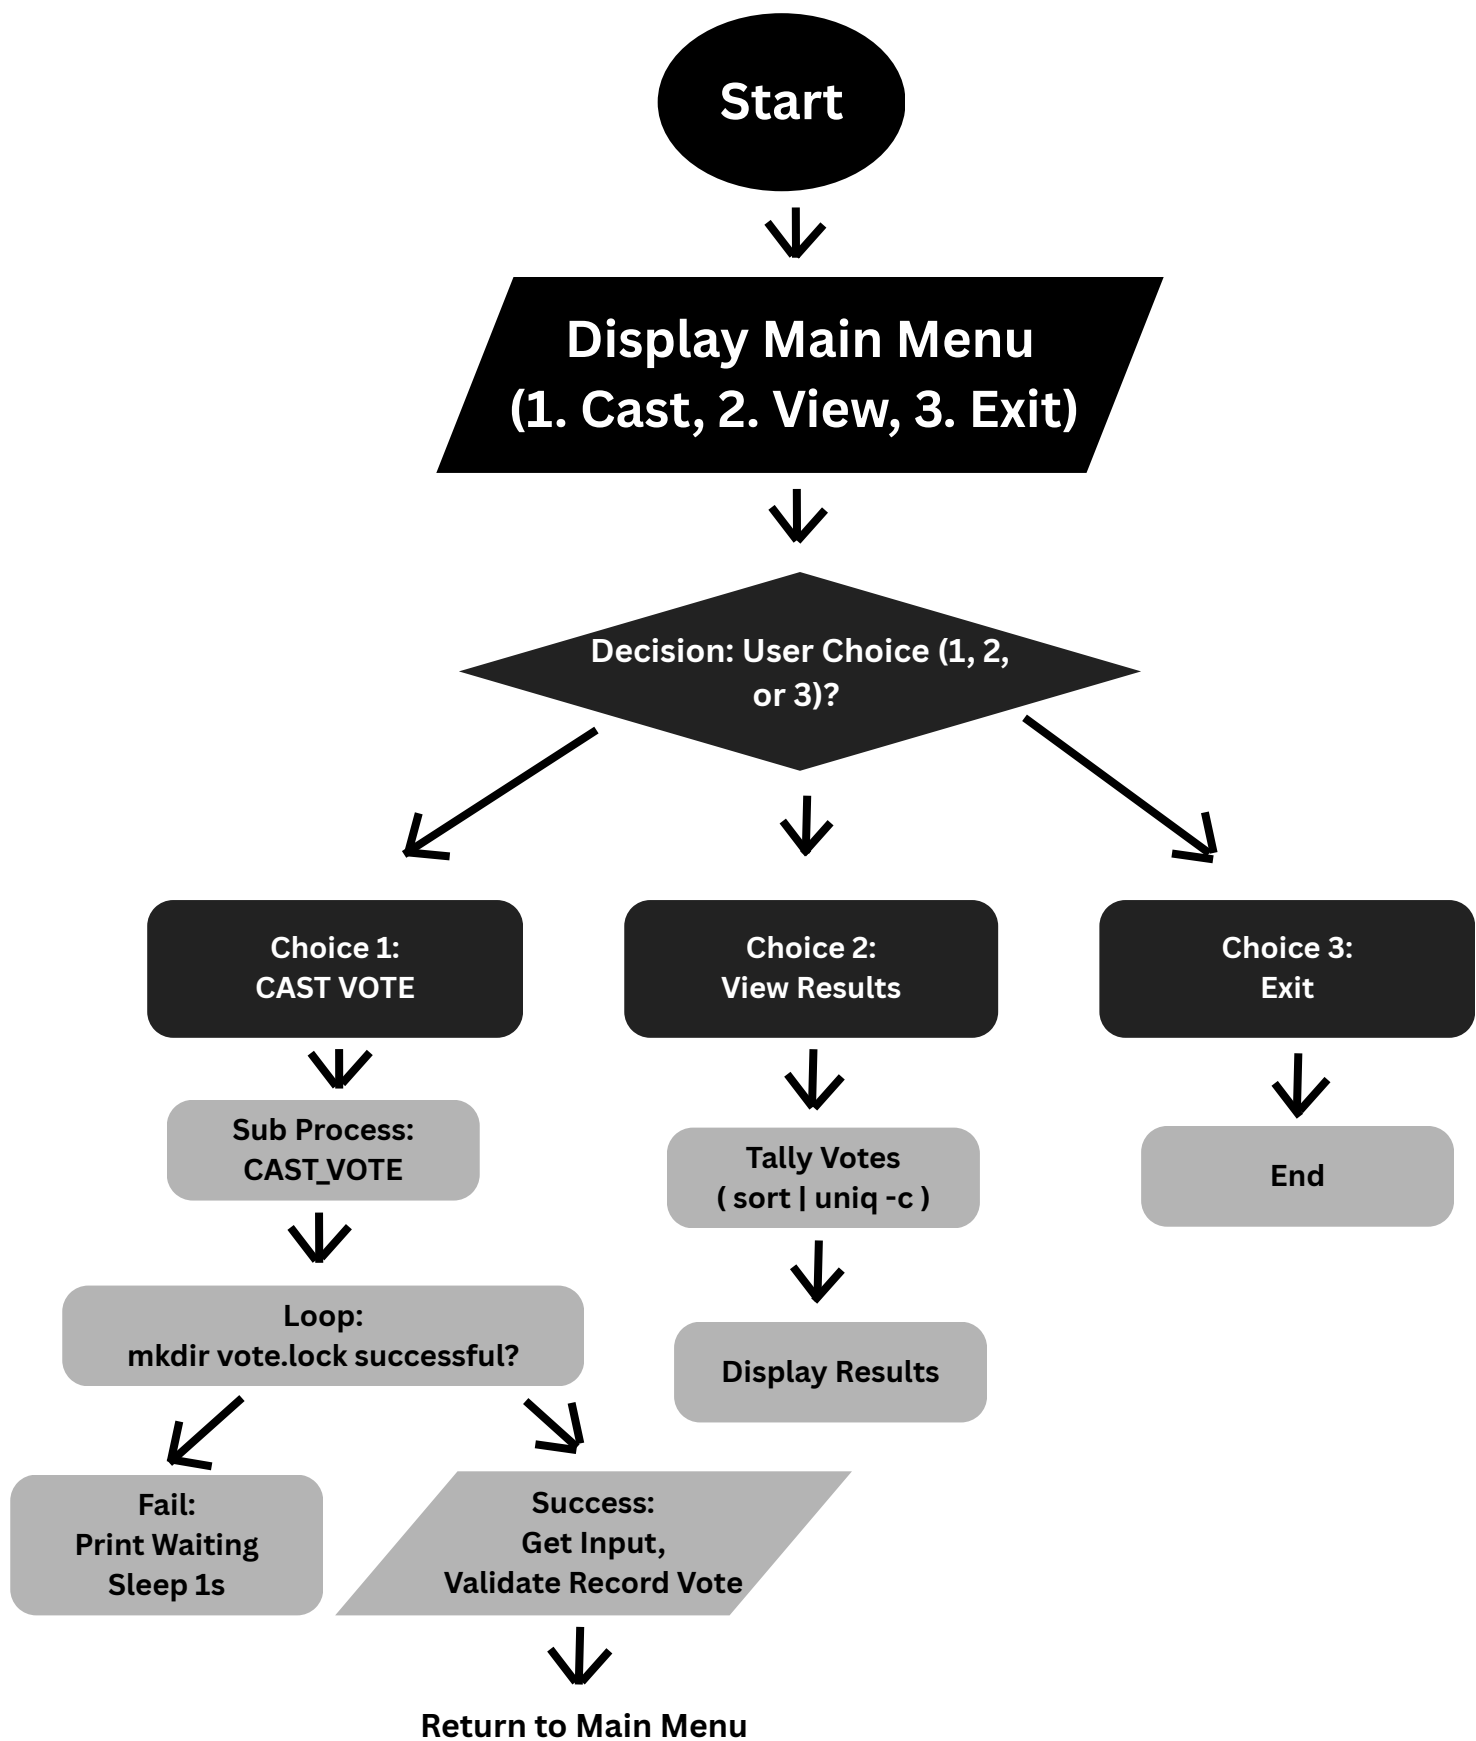 Start
Display Main Menu
(1. Cast, 2. View, 3. Exit)
Decision: User Choice (1, 2,
or 3)?
Choice 1:
CAST VOTE
Choice 2:
View Results
Choice 3:
Exit
Sub Process:
CAST_VOTE
Tally Votes
( sort | uniq -c )
End
Loop:
mkdir vote.lock successful?
Display Results
Fail:
Print Waiting
Sleep 1s
Success:
Get Input,
Validate Record Vote
Return to Main Menu